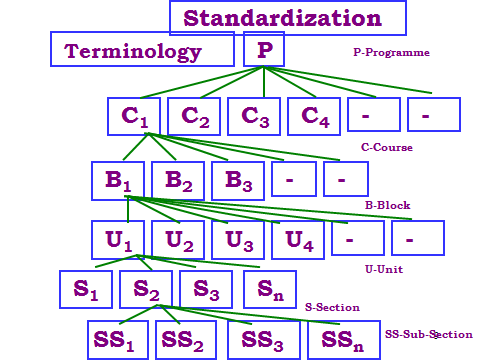 Standardization
Terminology P
P-Programme
C1 C2 C3 C4 - -
C-Course
B1 B2 B3 - -
B-Block
U1 U2 U3 U4 - -
U-Unit
S1 S2 S3 Sn
S-Section
SS1 SS2 SS3 SSn
SS-Sub-Section